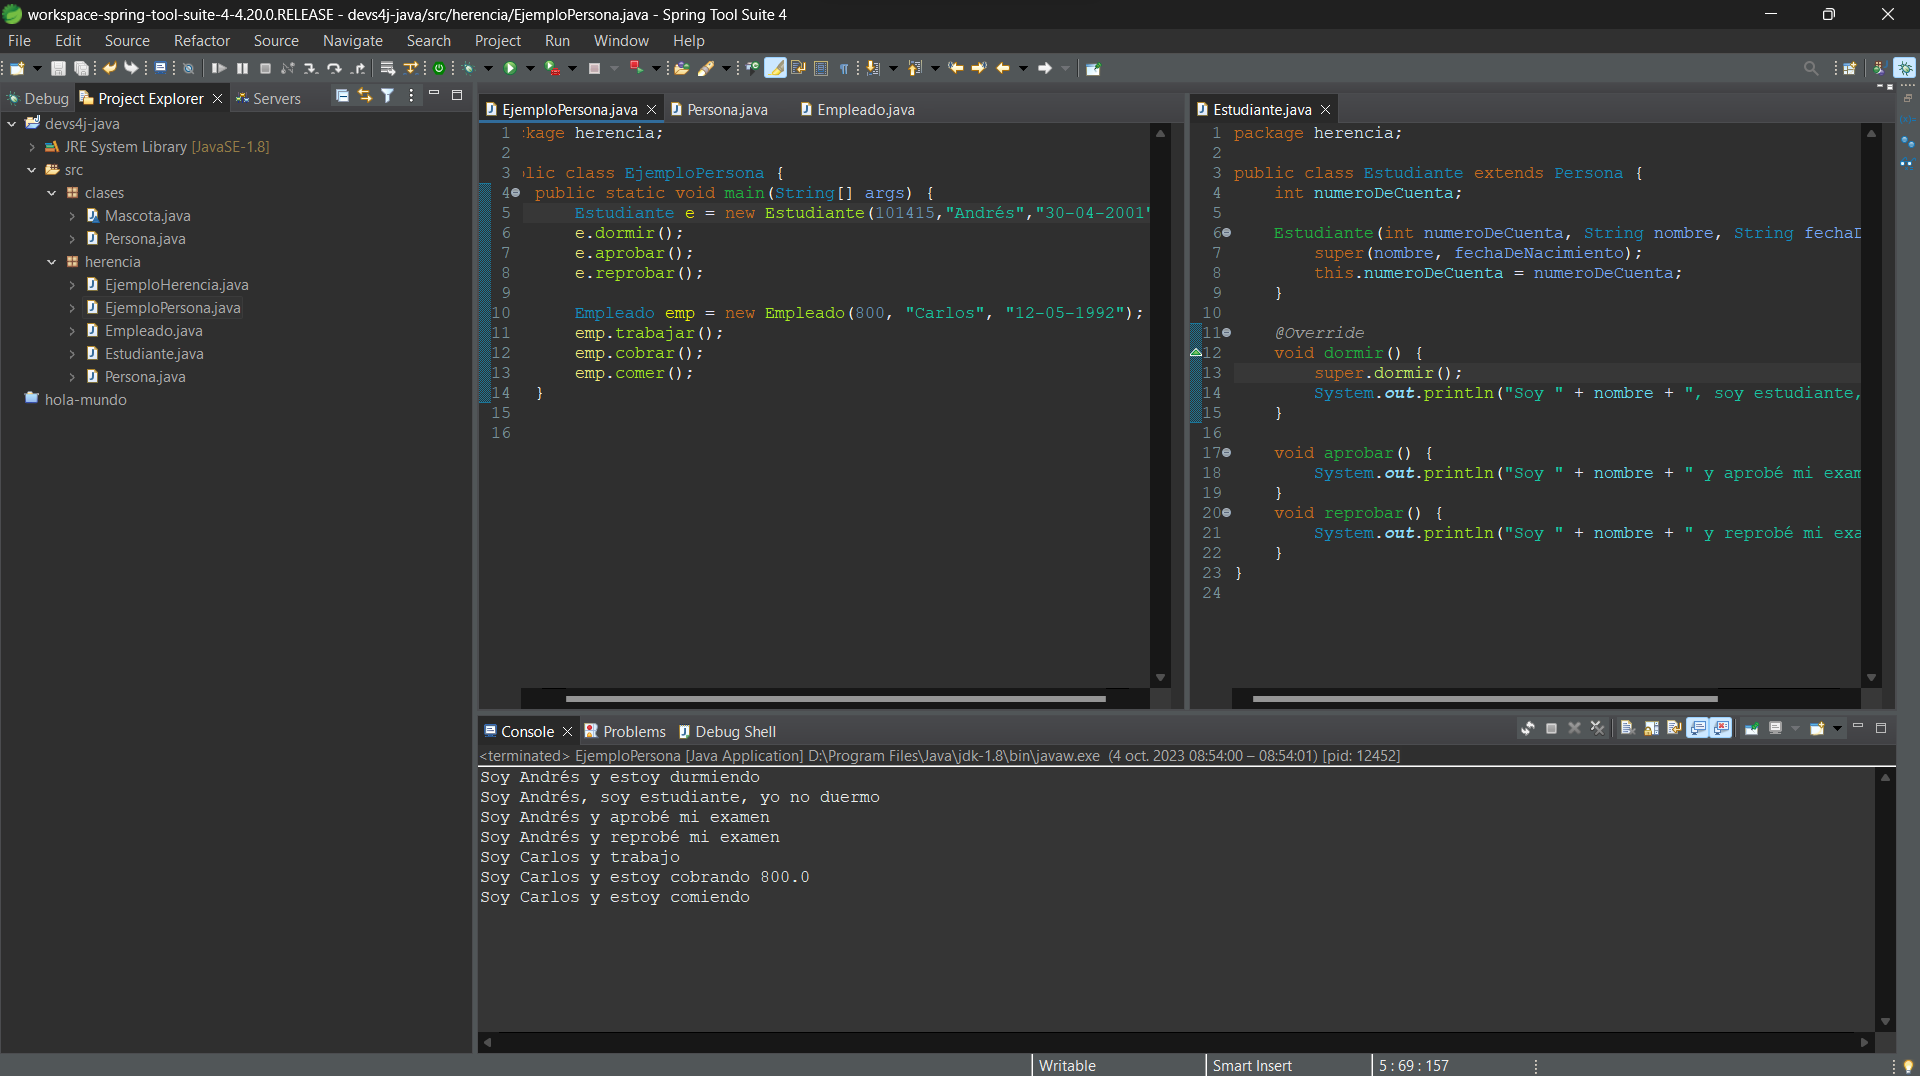 workspace-spring-tool-suite-4-4.20.0.RELEASE - devs4j-java/src/herencia/EjemploPersona.java - Spring Tool Suite 4
File Edit Source Refactor Source Navigate Search Project Run Window Help
Debug Project Explorer Servers
devs4j-java
JRE System Library [JavaSE-1.8]
src
clases
Mascota.java
Persona.java
herencia
EjemploHerencia.java
EjemploPersona.java
Empleado.java
Estudiante.java
Persona.java
hola-mundo
EjemploPersona.java Persona.java Empleado.java
1 kage herencia;
2
3 lic class EjemploPersona {
4 public static void main(String[] args) {
5 Estudiante e = new Estudiante(101415,"Andrés","30-04-2001"
6 e.dormir();
7 e.aprobar();
8 e.reprobar();
9
10 Empleado emp = new Empleado(800, "Carlos", "12-05-1992");
11 emp.trabajar();
12 emp.cobrar();
13 emp.comer();
14 }
15
16
Estudiante.java
1 package herencia;
2
3 public class Estudiante extends Persona {
4 int numeroDeCuenta;
5
6 Estudiante(int numeroDeCuenta, String nombre, String fechaD
7 super(nombre, fechaDeNacimiento);
8 this.numeroDeCuenta = numeroDeCuenta;
9 }
10
11 @Override
12 void dormir() {
13 super.dormir();
14 System.out.println("Soy " + nombre + ", soy estudiante,
15 }
16
17 void aprobar() {
18 System.out.println("Soy " + nombre + " y aprobé mi exam
19 }
20 void reprobar() {
21 System.out.println("Soy " + nombre + " y reprobé mi exa
22 }
23 }
24
Console Problems Debug Shell
<terminated> EjemploPersona [Java Application] D:\Program Files\Java\jdk-1.8\bin\javaw.exe (4 oct. 2023 08:54:00 – 08:54:01) [pid: 12452]
Soy Andrés y estoy durmiendo
Soy Andrés, soy estudiante, yo no duermo
Soy Andrés y aprobé mi examen
Soy Andrés y reprobé mi examen
Soy Carlos y trabajo
Soy Carlos y estoy cobrando 800.0
Soy Carlos y estoy comiendo
Writable Smart Insert 5 : 69 : 157